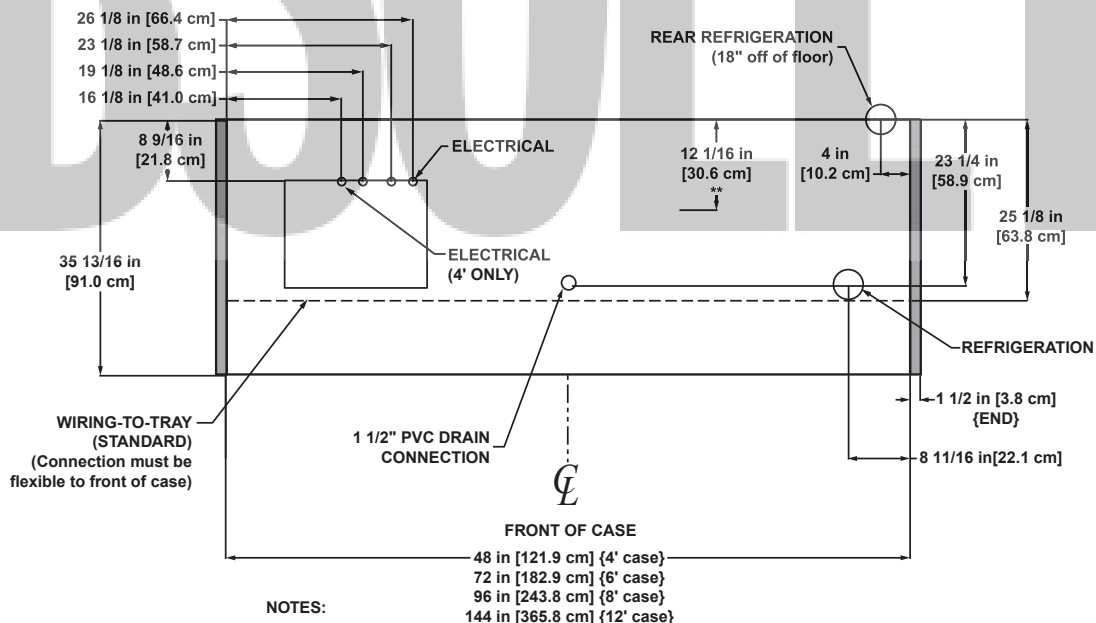 26 1/8 in [66.4 cm]
23 1/8 in [58.7 cm]
19 1/8 in [48.6 cm]
16 1/8 in [41.0 cm]
8 9/16 in
[21.8 cm]
35 13/16 in
[91.0 cm]
ELECTRICAL
ELECTRICAL
(4' ONLY)
REAR REFRIGERATION
(18" off of floor)
12 1/16 in
[30.6 cm]
**
4 in
[10.2 cm]
23 1/4 in
[58.9 cm]
25 1/8 in
[63.8 cm]
REFRIGERATION
1 1/2 in [3.8 cm]
{END}
8 11/16 in[22.1 cm]
WIRING-TO-TRAY
(STANDARD)
(Connection must be
flexible to front of case)
1 1/2" PVC DRAIN
CONNECTION
CL
FRONT OF CASE
48 in [121.9 cm] {4' case}
72 in [182.9 cm] {6' case}
96 in [243.8 cm] {8' case}
144 in [365.8 cm] {12' case}
NOTES: